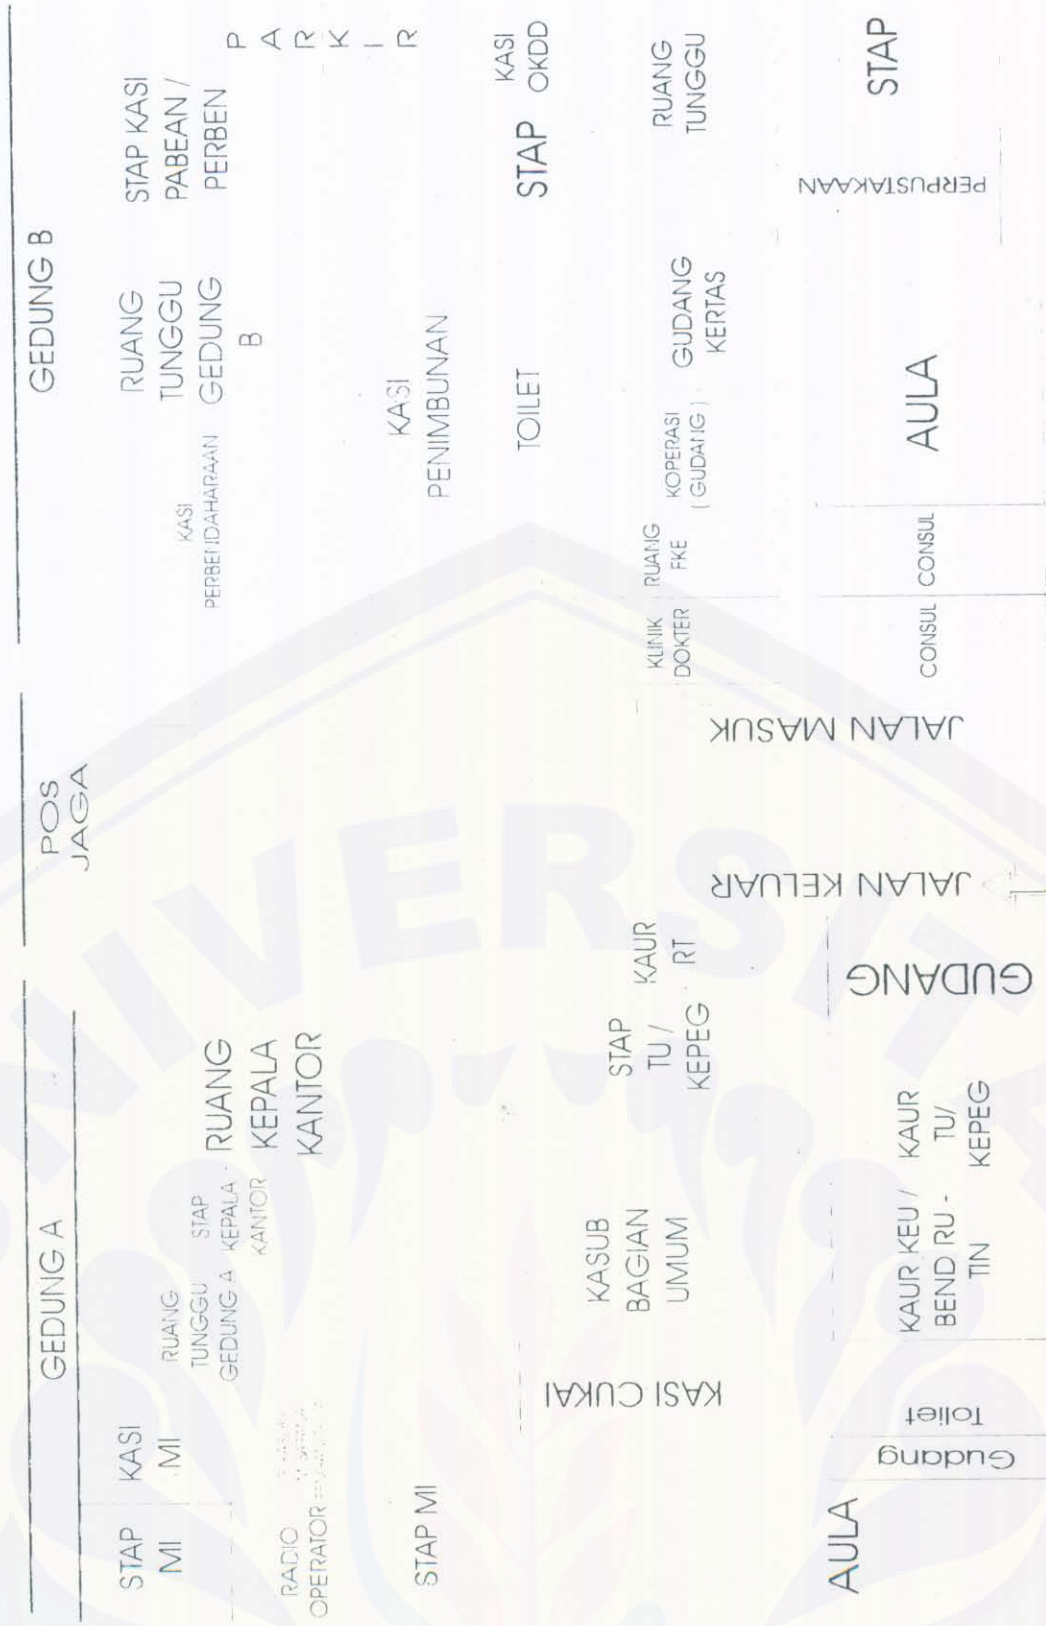 GEDUNG A
POS
JAGA
GEDUNG B
STAP
MI
KASI
MI
RUANG
TUNGGU
GEDUNG A
STAP
KEPALA
KANTOR
RUANG
KEPALA
KANTOR
RADIO
OPERATOR
STAP MI
KASI
PERBENDAHARAAN
RUANG
TUNGGU
GEDUNG
B
STAP KASI
PABEAN /
PERBEN
P
A
R
K
I
R
KASI
PENIMBUNAN
TOILET
STAP
KASI
OKDD
KASI CUKAI
KASUB
BAGIAN
UMUM
STAP
TU /
KEPEG
KAUR
RT
JALAN KELUAR
JALAN MASUK
KLINIK
DOKTER
RUANG
FKE
KOPERASI
( GUDANG )
GUDANG
KERTAS
RUANG
TUNGGU
AULA
Gudang
Toliet
KAUR KEU /
BEND RU -
TIN
KAUR
TU/
KEPEG
GUDANG
CONSUL
CONSUL
AULA
PERPUSTAKAAN
STAP
NIVERSITA